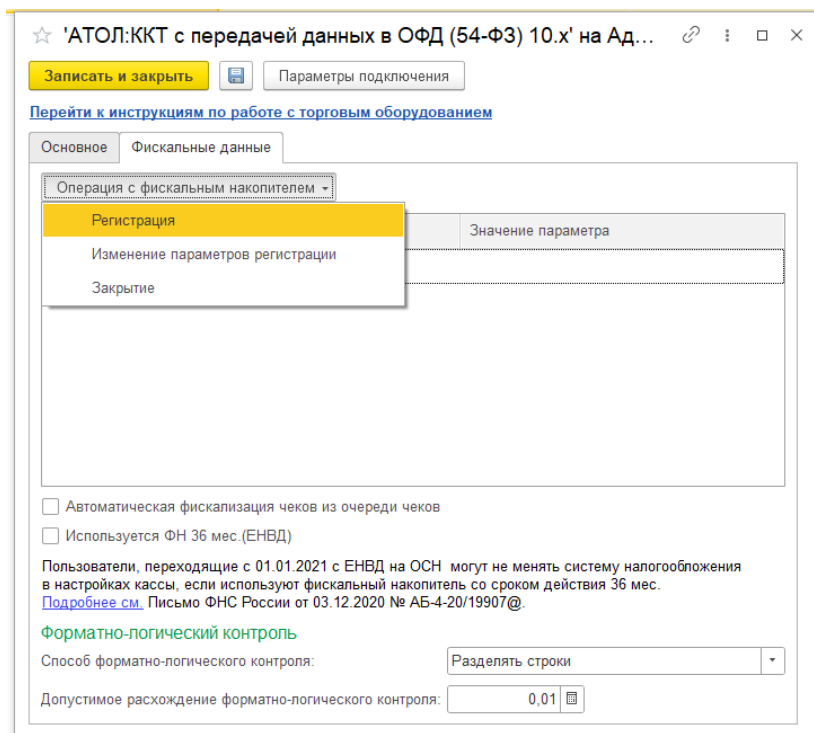 'АТОЛ:ККТ с передачей данных в ОФД (54-ФЗ) 10.х' на Ад...
Записать и закрыть
Параметры подключения
Перейти к инструкциям по работе с торговым оборудованием
Основное
Фискальные данные
Операция с фискальным накопителем
Регистрация
Значение параметра
Изменение параметров регистрации
Закрытие
Автоматическая фискализация чеков из очереди чеков
Используется ФН 36 мес.(ЕНВД)
Пользователи, переходящие с 01.01.2021 с ЕНВД на ОСН могут не менять систему налогообложения
в настройках кассы, если используют фискальный накопитель со сроком действия 36 мес.
Подробнее см. Письмо ФНС России от 03.12.2020 № АБ-4-20/19907@.
Форматно-логический контроль
Способ форматно-логического контроля:
Разделять строки
Допустимое расхождение форматно-логического контроля:
0,01